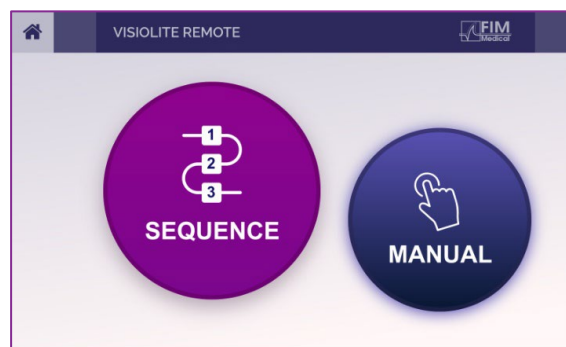 VISIOLITE REMOTE
FIM
Medical
1
2
3
SEQUENCE
MANUAL